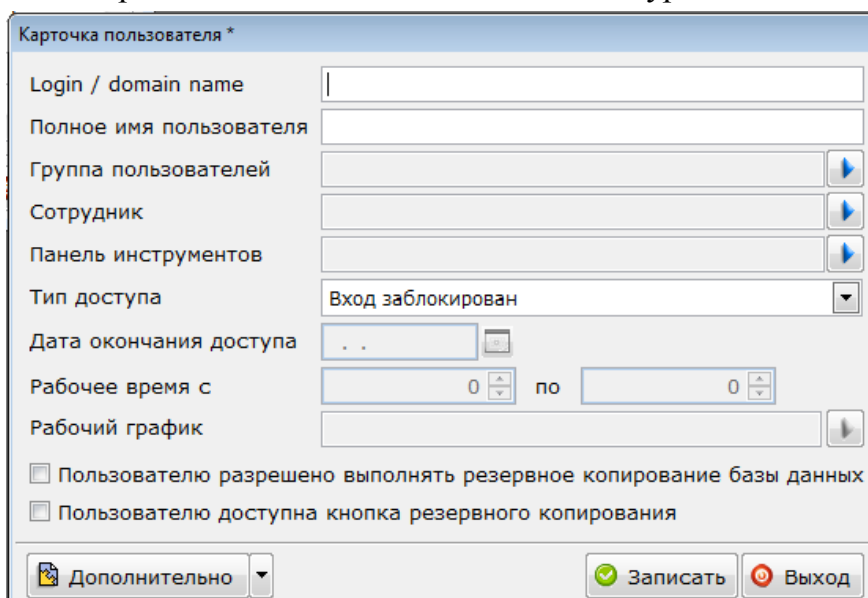 Карточка пользователя *
Login / domain name
Полное имя пользователя
Группа пользователей
Сотрудник
Панель инструментов
Тип доступа Вход заблокирован
Дата окончания доступа . .
Рабочее время с 0 по 0
Рабочий график
Пользователю разрешено выполнять резервное копирование базы данных
Пользователю доступна кнопка резервного копирования
Дополнительно Записать Выход